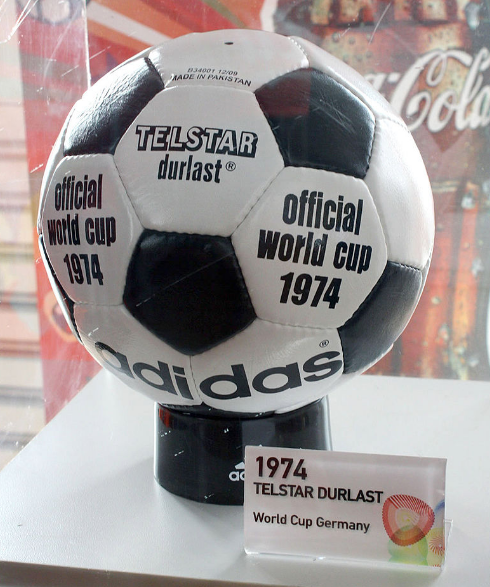 B34001 12/09
MADE IN PAKISTAN
TELSTAR
durlast®
official
world cup
1974
official
world cup
1974
adidas®
1974
TELSTAR DURLAST
World Cup Germany